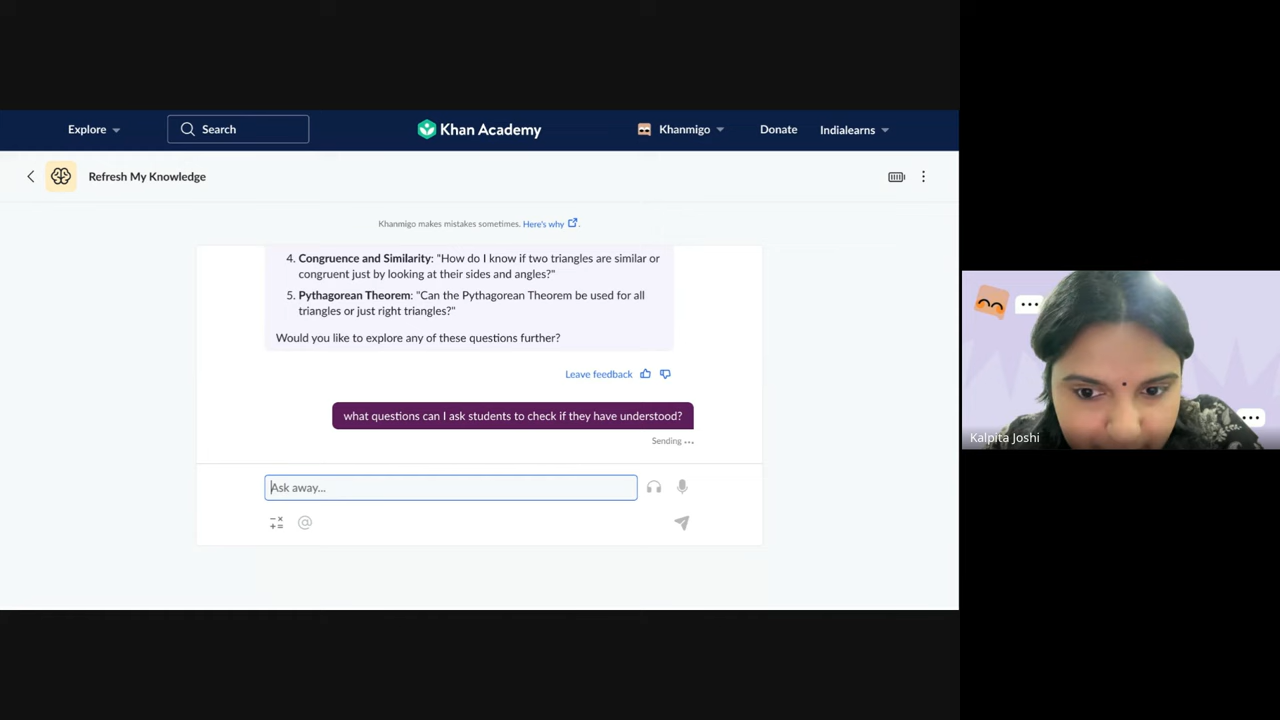 Explore
Search
Khan Academy
Khanmigo
Donate
Indialearns
Refresh My Knowledge
Khanmigo makes mistakes sometimes. Here's why.
4. Congruence and Similarity: "How do I know if two triangles are similar or
congruent just by looking at their sides and angles?"
5. Pythagorean Theorem: "Can the Pythagorean Theorem be used for all
triangles or just right triangles?"
Would you like to explore any of these questions further?
Leave feedback
what questions can I ask students to check if they have understood?
Sending ...
Ask away...
Kalpita Joshi